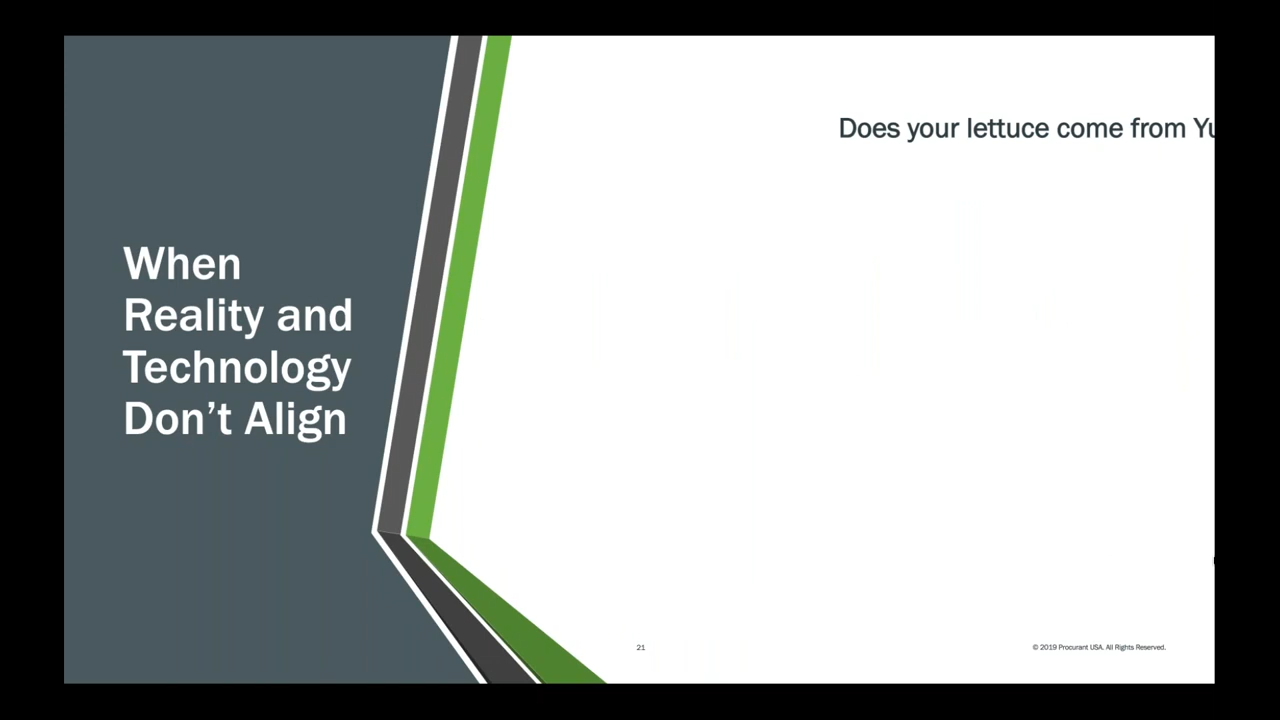 Does your lettuce come from
When
Reality and
Technology
Don't Align
21
© 2019 Procurant USA. All Rights Reserved.